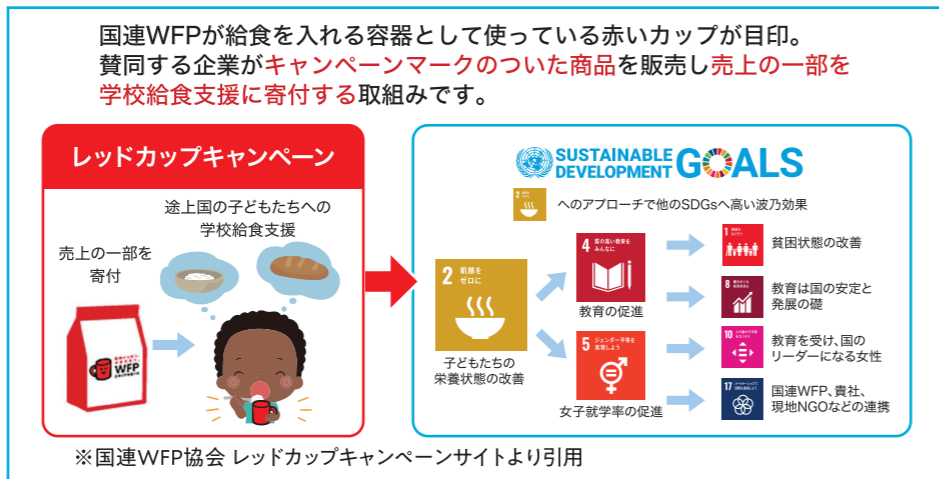 国連WFPが給食を入れる容器として使っている赤いカップが目印。
賛同する企業がキャンペーンマークのついた商品を販売し売上の一部を
学校給食支援に寄付する取組みです。
レッドカップキャンペーン
途上国の子どもたちへの
学校給食支援
売上の一部を
寄付
WFP
SUSTAINABLE
DEVELOPMENT
GOALS
2
へのアプローチで他のSDGsへ高い波乃効果
2 飢餓を
ゼロに
子どもたちの
栄養状態の改善
4 質の高い教育を
みんなに
教育の促進
5 ジェンダー平等を
実現しよう
女子就学率の促進
1
貧困状態の改善
8
教育は国の安定と
発展の礎
10
教育を受け、国の
リーダーになる女性
17
国連WFP、貴社、
現地NGOなどの連携
※国連WFP協会 レッドカップキャンペーンサイトより引用